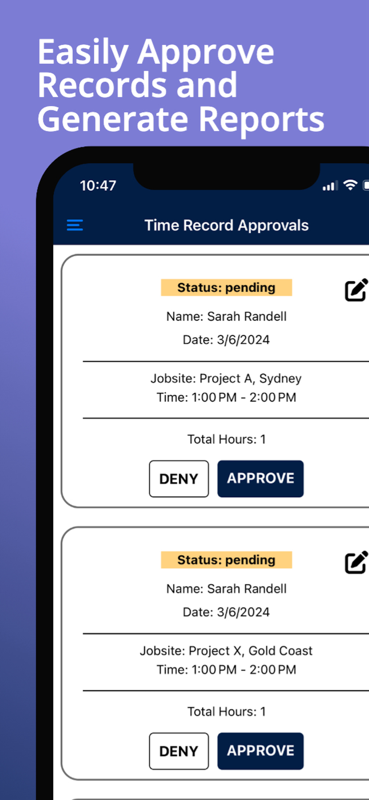 Easily Approve
Records and
Generate Reports
10:47
Time Record Approvals
Status: pending
Name: Sarah Randell
Date: 3/6/2024
Jobsite: Project A, Sydney
Time: 1:00 PM - 2:00 PM
Total Hours: 1
DENY
APPROVE
Status: pending
Name: Sarah Randell
Date: 3/6/2024
Jobsite: Project X, Gold Coast
Time: 1:00 PM - 2:00 PM
Total Hours: 1
DENY
APPROVE